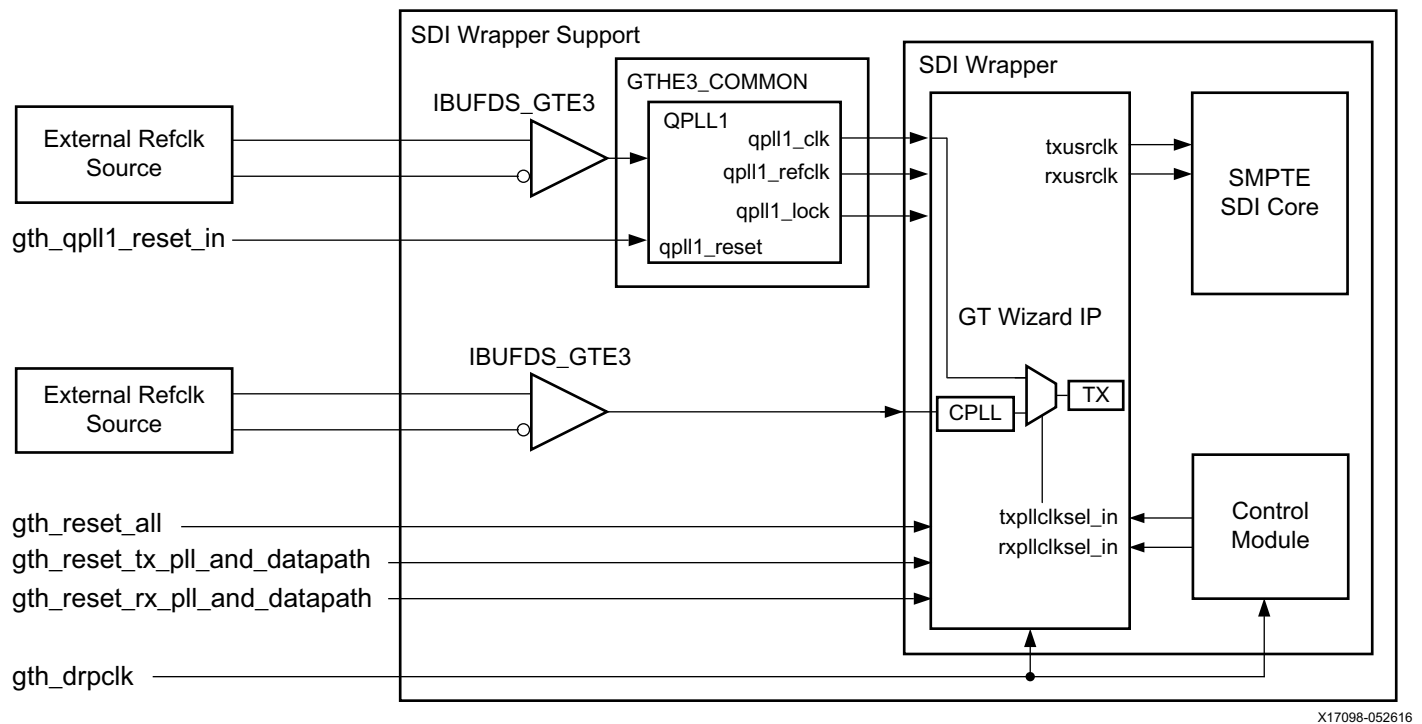 SDI Wrapper Support
SDI Wrapper
GTHE3_COMMON
IBUFDS_GTE3
QPLL1
External Refclk
Source
qpll1_clk
qpll1_refclk
qpll1_lock
qpll1_reset
gth_qpll1_reset_in
txusrclk
rxusrclk
SMPTE
SDI Core
GT Wizard IP
IBUFDS_GTE3
External Refclk
Source
CPLL
TX
txpllclksel_in
rxpllclksel_in
Control
Module
gth_reset_all
gth_reset_tx_pll_and_datapath
gth_reset_rx_pll_and_datapath
gth_drpclk
X17098-052616